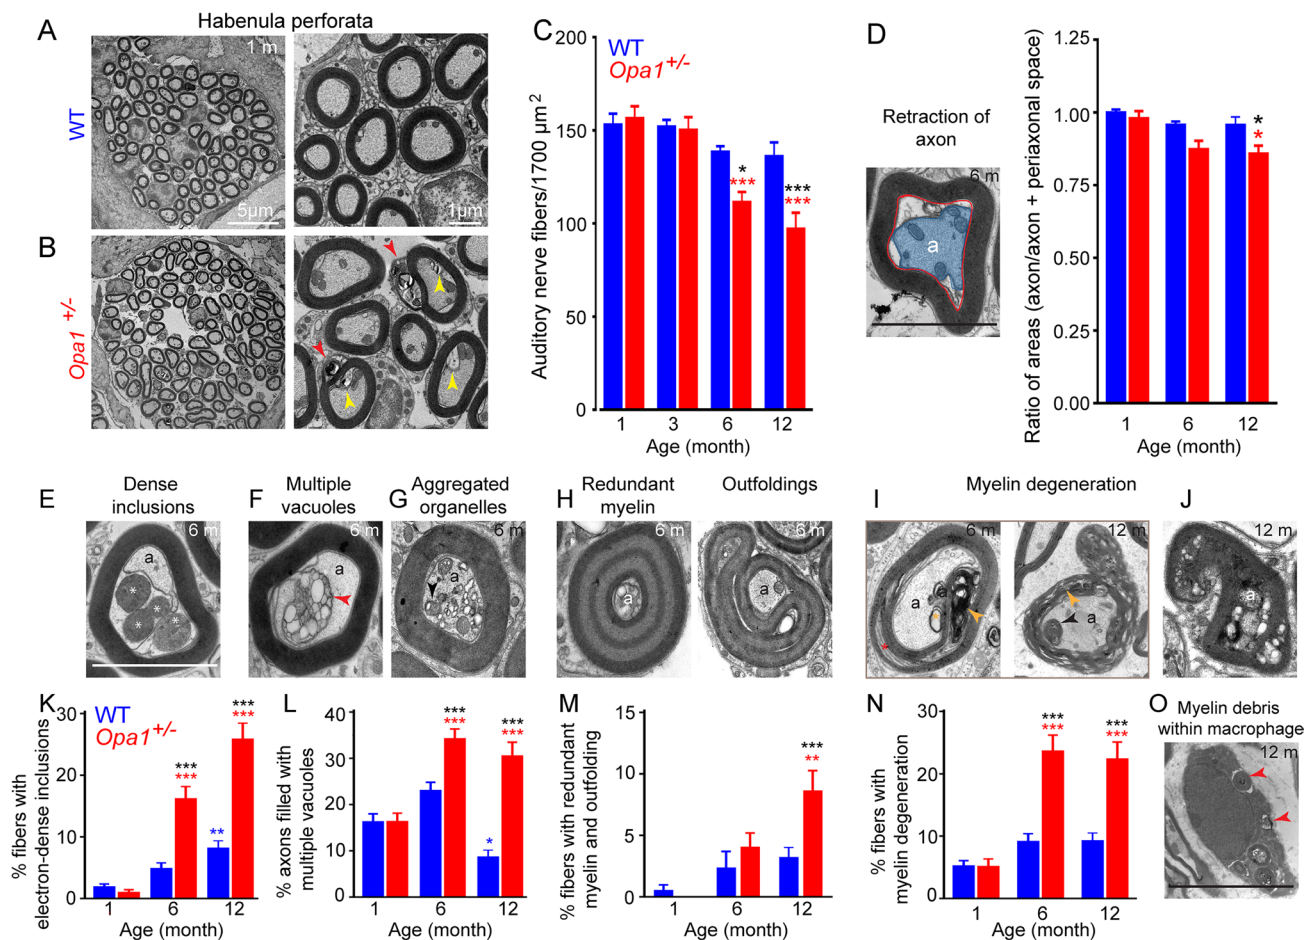 Habenula perforata
A
WT
1 m
5µm
1µm
B
Opa1 +/-
C
WT
Opa1+/-
Auditory nerve fibers/1700 µm2
200
150
100
50
0
*
***
***
***
1
3
6
12
Age (month)
D
Retraction of
axon
6 m
a
Ratio of areas (axon/axon + periaxonal space)
1.25
1.00
0.75
0.50
0.25
0.00
*
*
1
6
12
Age (month)
E
Dense
inclusions
6 m
a
*
*
*
*
F
Multiple
vacuoles
6 m
a
G
Aggregated
organelles
6 m
a
H
Redundant
myelin
6 m
a
Outfoldings
6 m
a
I
Myelin degeneration
6 m
a
*
*
12 m
a
J
12 m
a
K
WT
Opa1+/-
% fibers with
electron-dense inclusions
30
20
10
0
***
***
**
***
***
1
6
12
Age (month)
L
% axons filled with
multiple vacuoles
40
30
20
10
0
***
***
*
***
***
1
6
12
Age (month)
M
% fibers with redundant
myelin and outfolding
15
10
5
0
***
**
1
6
12
Age (month)
N
% fibers with
myelin degeneration
30
20
10
0
***
***
***
***
1
6
12
Age (month)
O
Myelin debris
within macrophage
12 m